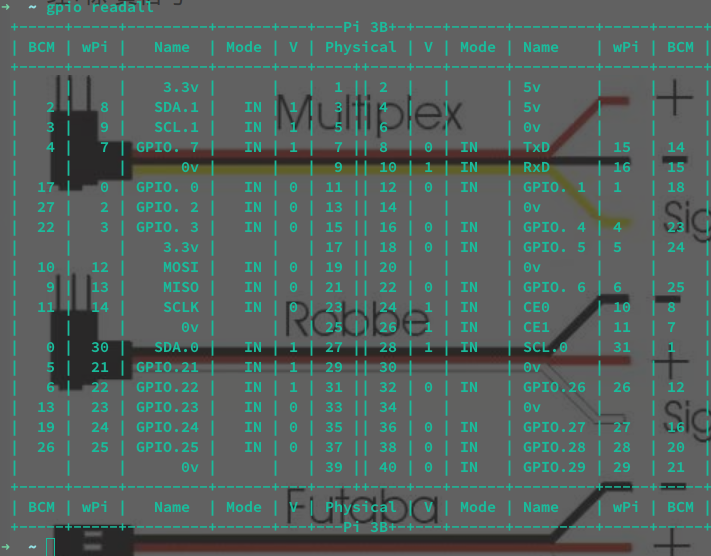 → ~ gpio readall
+-----+-----+---------+------+---+---Pi 3B+-+---+------+---------+-----+-----+
| BCM | wPi | Name | Mode | V | Physical | V | Mode | Name | wPi | BCM |
+-----+-----+---------+------+---+----++----+---+------+---------+-----+-----+
| | | 3.3v | | | 1 || 2 | | | 5v | | |
| 2 | 8 | SDA.1 | IN | 1 | 3 || 4 | | | 5v | | |
| 3 | 9 | SCL.1 | IN | 1 | 5 || 6 | | | 0v | | |
| 4 | 7 | GPIO. 7 | IN | 1 | 7 || 8 | 0 | IN | TxD | 15 | 14 |
| | | 0v | | | 9 || 10 | 1 | IN | RxD | 16 | 15 |
| 17 | 0 | GPIO. 0 | IN | 0 | 11 || 12 | 0 | IN | GPIO. 1 | 1 | 18 |
| 27 | 2 | GPIO. 2 | IN | 0 | 13 || 14 | | | 0v | | |
| 22 | 3 | GPIO. 3 | IN | 0 | 15 || 16 | 0 | IN | GPIO. 4 | 4 | 23 |
| | | 3.3v | | | 17 || 18 | 0 | IN | GPIO. 5 | 5 | 24 |
| 10 | 12 | MOSI | IN | 0 | 19 || 20 | | | 0v | | |
| 9 | 13 | MISO | IN | 0 | 21 || 22 | 0 | IN | GPIO. 6 | 6 | 25 |
| 11 | 14 | SCLK | IN | 0 | 23 || 24 | 1 | IN | CE0 | 10 | 8 |
| | | 0v | | | 25 || 26 | 1 | IN | CE1 | 11 | 7 |
| 0 | 30 | SDA.0 | IN | 1 | 27 || 28 | 1 | IN | SCL.0 | 31 | 1 |
| 5 | 21 | GPIO.21 | IN | 1 | 29 || 30 | | | 0v | | |
| 6 | 22 | GPIO.22 | IN | 1 | 31 || 32 | 0 | IN | GPIO.26 | 26 | 12 |
| 13 | 23 | GPIO.23 | IN | 0 | 33 || 34 | | | 0v | | |
| 19 | 24 | GPIO.24 | IN | 0 | 35 || 36 | 0 | IN | GPIO.27 | 27 | 16 |
| 26 | 25 | GPIO.25 | IN | 0 | 37 || 38 | 0 | IN | GPIO.28 | 28 | 20 |
| | | 0v | | | 39 || 40 | 0 | IN | GPIO.29 | 29 | 21 |
+-----+-----+---------+------+---+----++----+---+------+---------+-----+-----+
| BCM | wPi | Name | Mode | V | Physical | V | Mode | Name | wPi | BCM |
+-----+-----+---------+------+---+---Pi 3B+-+---+------+---------+-----+-----+
→ ~
Multiplex
+
-
Sig
Robbe
-
+
Sig
Futaba
-
+